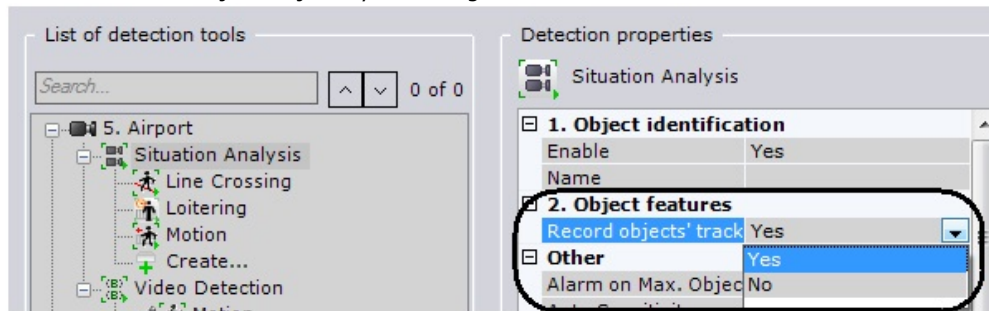 List of detection tools
Search...
0 of 0
5. Airport
Situation Analysis
Line Crossing
Loitering
Motion
Create...
Video Detection
Motion
Detection properties
Situation Analysis
1. Object identification
Enable Yes
Name
2. Object features
Record objects' track Yes
Yes
No
Other
Alarm on Max. Objec